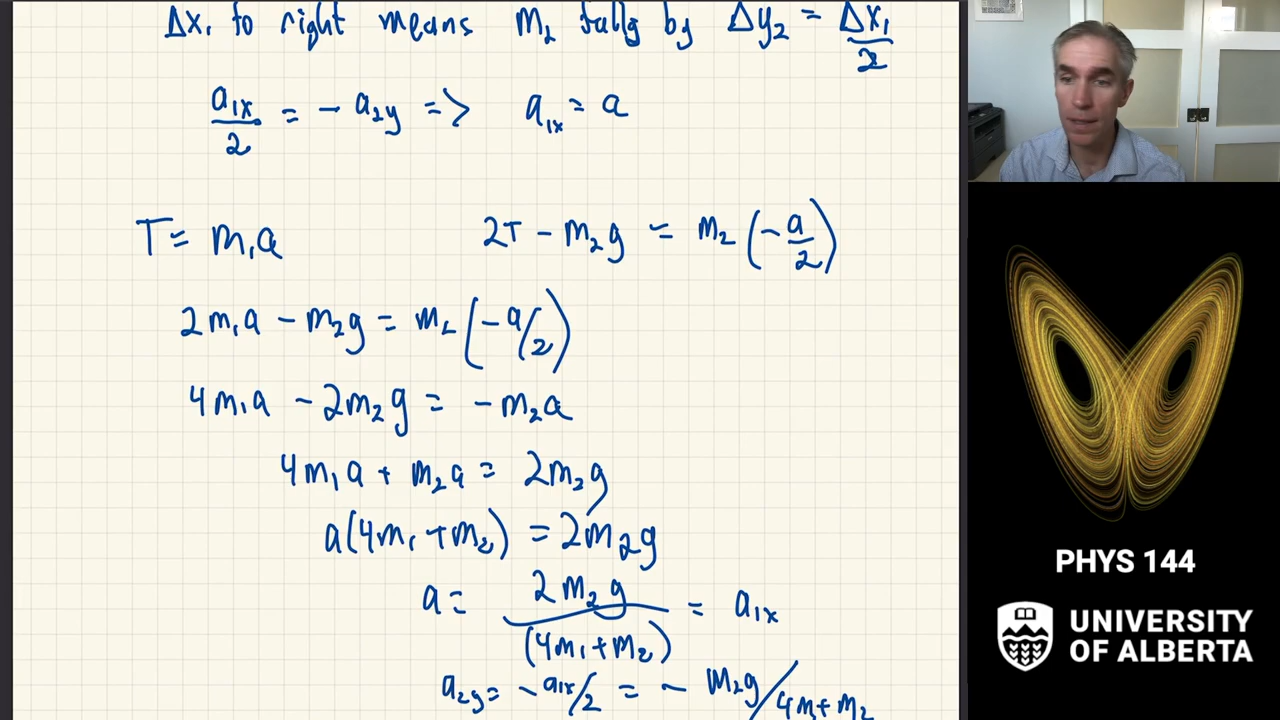 Δx₁ to right means m₂ falls by Δy₂ = Δx₁/2
a₁ₓ/2 = - a₂y => a₁ₓ = a
T = m₁a 2T - m₂g = m₂(-a/2)
2m₁a - m₂g = m₂(-a/2)
4m₁a - 2m₂g = -m₂a
4m₁a + m₂a = 2m₂g
a(4m₁+m₂) = 2m₂g
a = 2m₂g/(4m₁+m₂) = a₁ₓ
a₂y = -a₁ₓ/2 = - m₂g/4m₁+m₂
PHYS 144
UNIVERSITY
OF ALBERTA